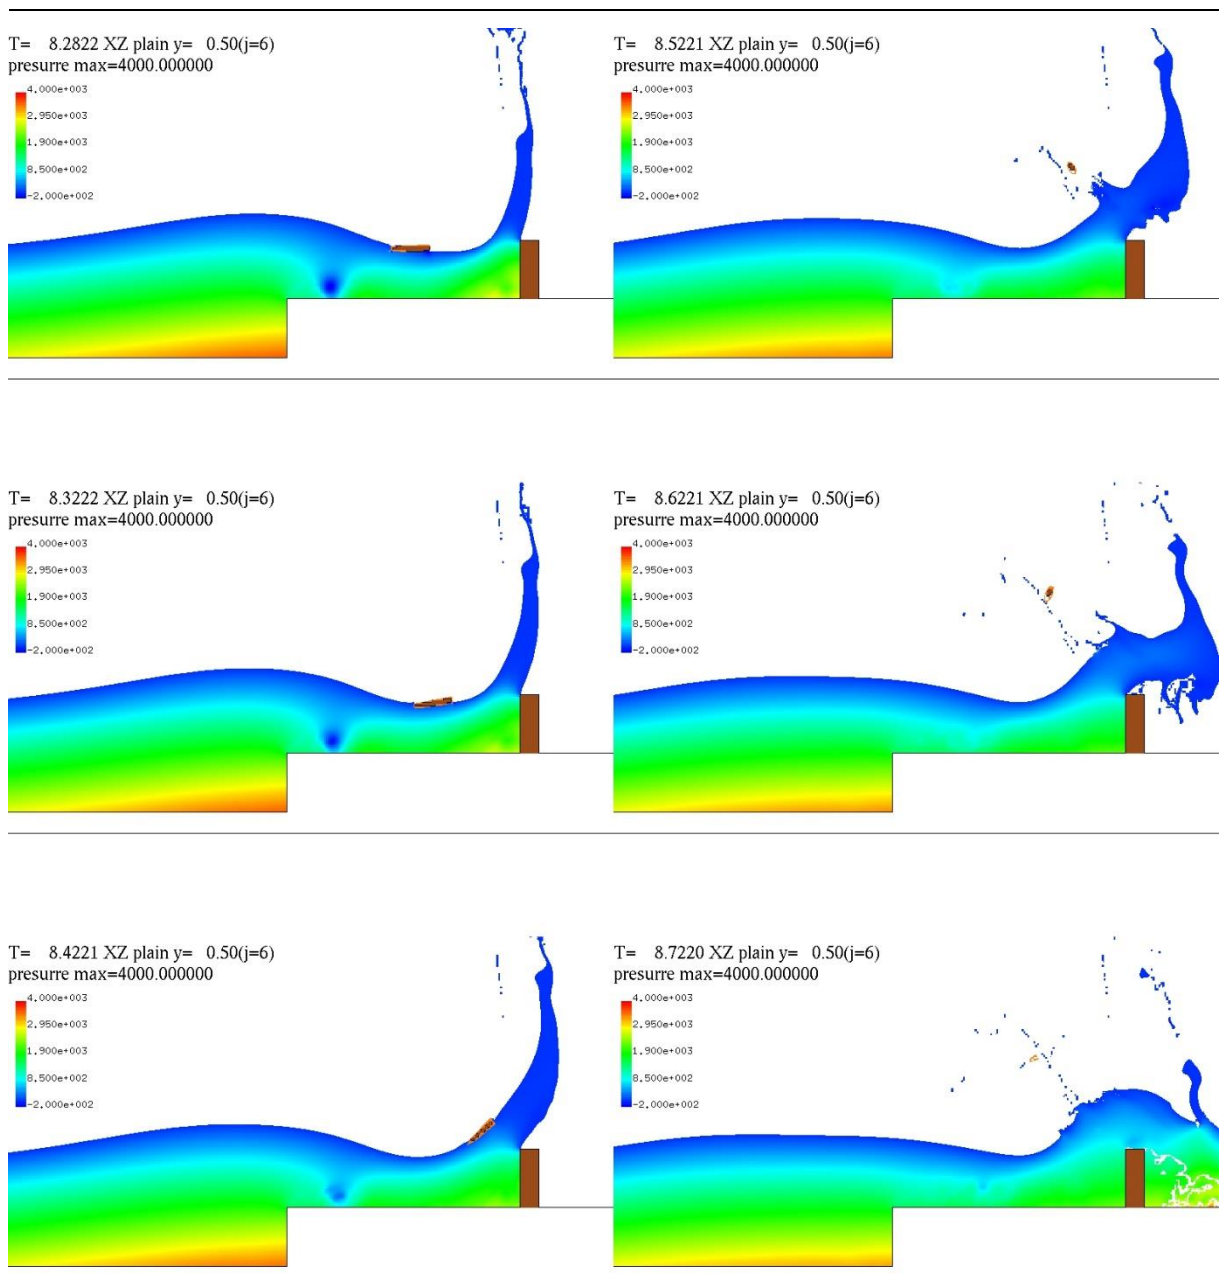 T= 8.2822 XZ plain y= 0.50(j=6)
presurre max=4000.000000
4.000e+003
2.950e+003
1.900e+003
8.500e+002
-2.000e+002
T= 8.5221 XZ plain y= 0.50(j=6)
presurre max=4000.000000
4.000e+003
2.950e+003
1.900e+003
8.500e+002
-2.000e+002
T= 8.3222 XZ plain y= 0.50(j=6)
presurre max=4000.000000
4.000e+003
2.950e+003
1.900e+003
8.500e+002
-2.000e+002
T= 8.6221 XZ plain y= 0.50(j=6)
presurre max=4000.000000
4.000e+003
2.950e+003
1.900e+003
8.500e+002
-2.000e+002
T= 8.4221 XZ plain y= 0.50(j=6)
presurre max=4000.000000
4.000e+003
2.950e+003
1.900e+003
8.500e+002
-2.000e+002
T= 8.7220 XZ plain y= 0.50(j=6)
presurre max=4000.000000
4.000e+003
2.950e+003
1.900e+003
8.500e+002
-2.000e+002